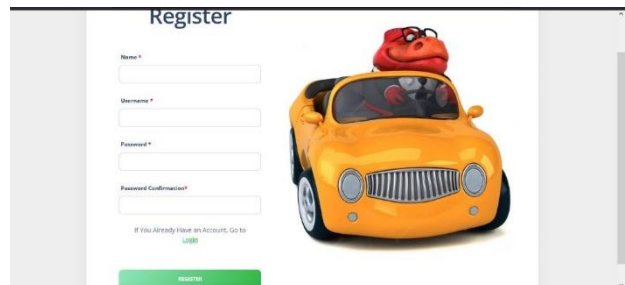 Register
Name *
Username *
Password *
Password Confirmation*
If You Already Have an Account, Go to
Login
REGISTER